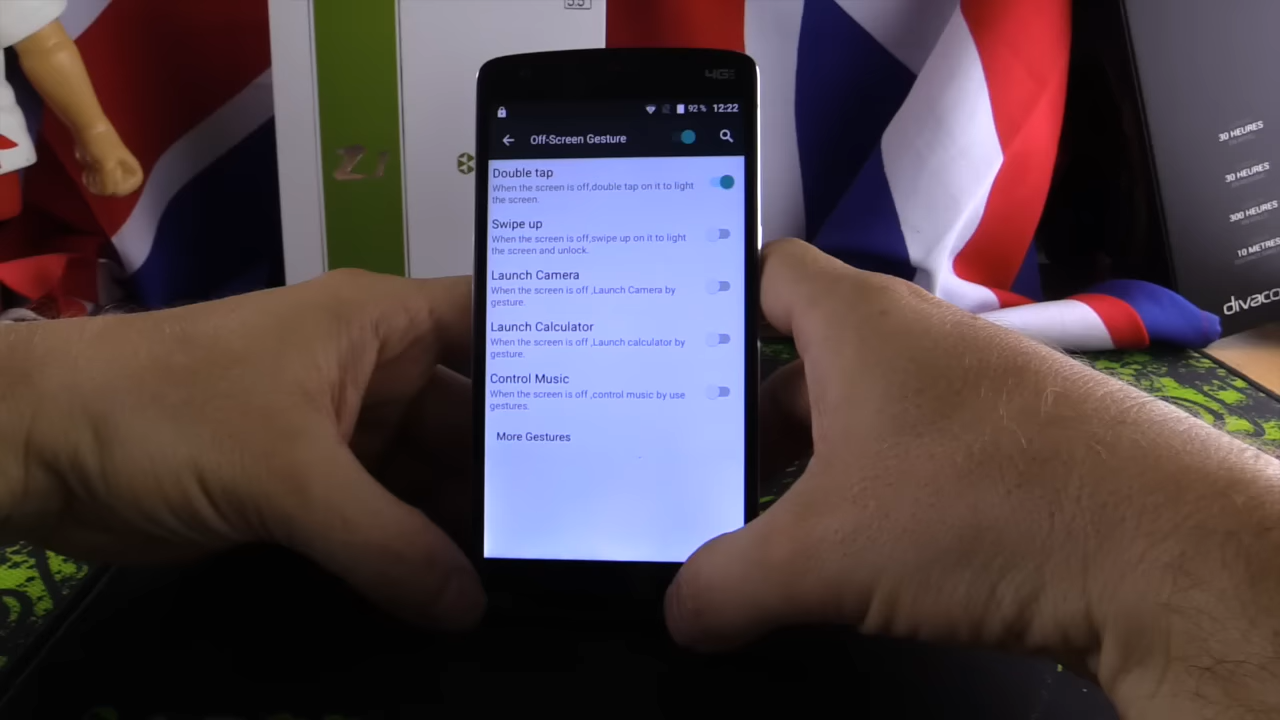 5.5"
4G
92 % 12:22
Off-Screen Gesture
Double tap
When the screen is off,double tap on it to light
the screen.
Swipe up
When the screen is off,swipe up on it to light
the screen and unlock.
Launch Camera
When the screen is off ,Launch Camera by
gesture.
Launch Calculator
When the screen is off ,Launch calculator by
gesture.
Control Music
When the screen is off ,control music by use
gestures.
More Gestures
Z1
30 HEURES
30 HEURES
300 HEURES
10 METRES
divaco